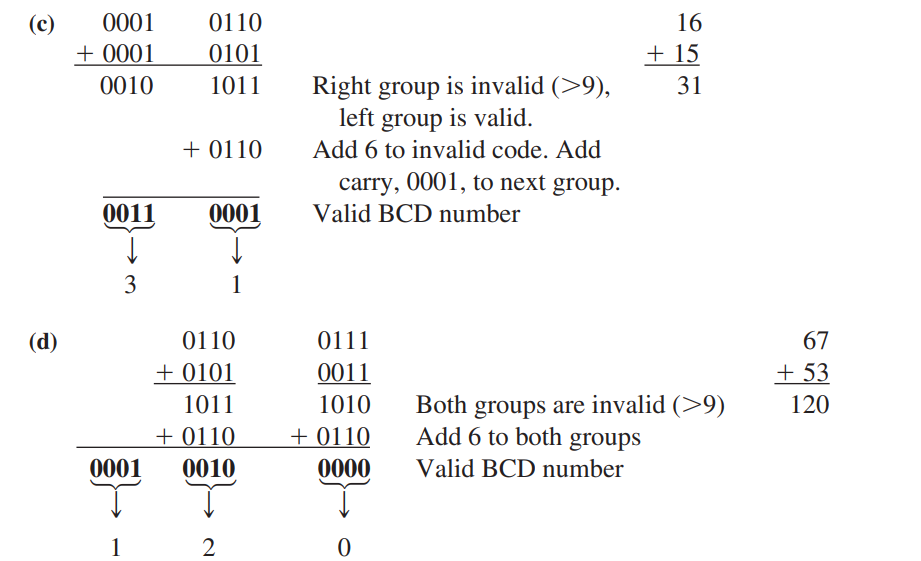 (c) 0001 0110 16
+ 0001 0101 + 15
0010 1011 Right group is invalid (>9), 31
left group is valid.
+ 0110 Add 6 to invalid code. Add
carry, 0001, to next group.
0011 0001 Valid BCD number
3 1
(d) 0110 0111 67
+ 0101 0011 + 53
1011 1010 Both groups are invalid (>9) 120
+ 0110 + 0110 Add 6 to both groups
0001 0010 0000 Valid BCD number
1 2 0